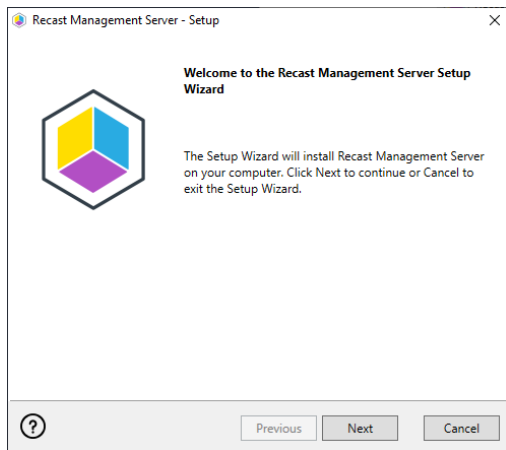 Recast Management Server - Setup
Welcome to the Recast Management Server Setup
Wizard
The Setup Wizard will install Recast Management Server
on your computer. Click Next to continue or Cancel to
exit the Setup Wizard.
?
Previous
Next
Cancel